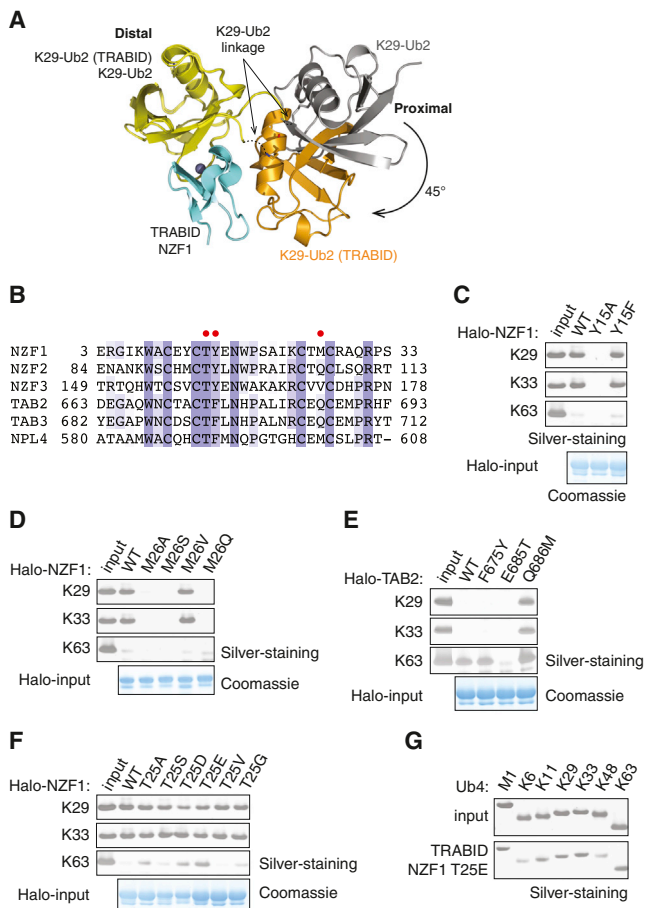 A
Distal
K29-Ub2 (TRABID)
K29-Ub2
K29-Ub2
linkage
K29-Ub2
Proximal
45°
TRABID
NZF1
K29-Ub2 (TRABID)
B
NZF1 3 ERGIKWACEYCTYENWPSAIKCTMCRAQRPS 33
NZF2 84 ENANKWSCHMCTYLNWPRAIRCTQCLSQRRT 113
NZF3 149 TRTQHWTCSVCTYENWAKAKRCVVCDHPRPN 178
TAB2 663 DEGAQWNCTACTFLNHPALIRCEQCEMPRHF 693
TAB3 682 YEGAPWNCDSCTFLNHPALNRCEQCEMPRYT 712
NPL4 580 ATAAMWACQHCTFMNQPGTGHCEMCSLPRT- 608
C
Halo-NZF1:
input
WT
Y15A
Y15F
K29
K33
K63
Silver-staining
Halo-input
Coomassie
D
Halo-NZF1:
input
WT
M26A
M26S
M26V
M26Q
K29
K33
K63
Silver-staining
Halo-input
Coomassie
E
Halo-TAB2:
input
WT
F675Y
E685T
Q686M
K29
K33
K63
Silver-staining
Halo-input
Coomassie
F
Halo-NZF1:
input
WT
T25A
T25S
T25D
T25E
T25V
T25G
K29
K33
K63
Silver-staining
Halo-input
Coomassie
G
Ub4:
M1
K6
K11
K29
K33
K48
K63
input
TRABID
NZF1 T25E
Silver-staining